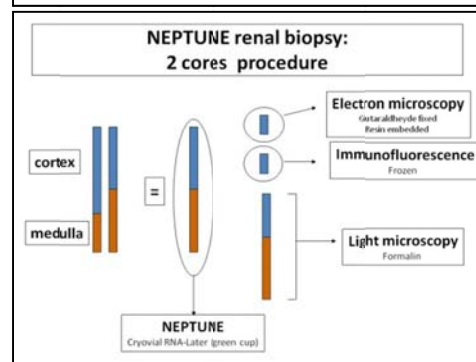 NEPTUNE renal biopsy:
2 cores procedure
Electron microscopy
Gutaraldheyde fixed
Resin embedded
cortex
Immunofluorescence
Frozen
=
medulla
Light microscopy
Formalin
NEPTUNE
Cryovial RNA-Later (green cup)